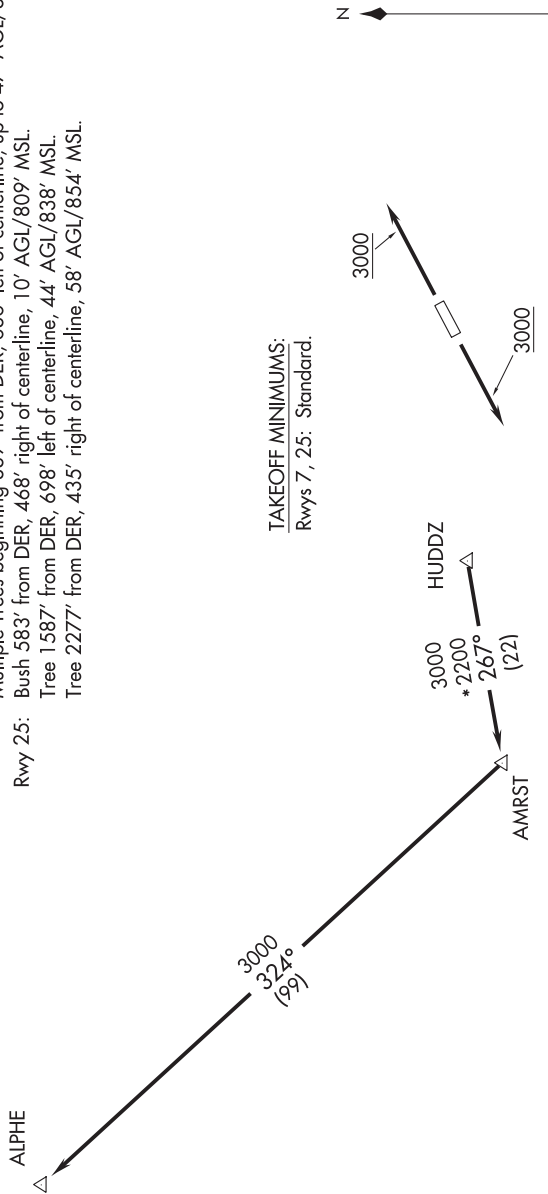 Multiple trees beginning
from DER,
left of centerline, up to 47' AGL/
Rwy 25: Bush 583' from DER, 468' right of centerline, 10' AGL/809' MSL.
Tree 1587' from DER, 698' left of centerline, 44' AGL/838' MSL.
Tree 2277' from DER, 435' right of centerline, 58' AGL/854' MSL.
N
TAKEOFF MINIMUMS:
Rwys 7, 25: Standard.
3000
3000
HUDDZ
3000
*2200
267°
(22)
AMRST
3000
324°
(99)
ALPHE